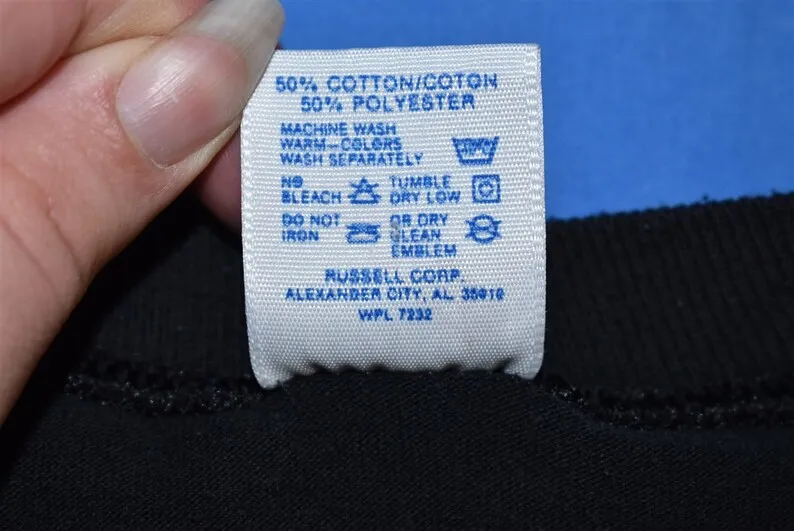 50% COTTON/COTON
50% POLYESTER
MACHINE WASH
WARM-COLORS
WASH SEPARATELY
NO
BLEACH
TUMBLE
DRY LOW
DO NOT
IRON
OR DRY
CLEAN
EMBLEM
RUSSELL CORP.
ALEXANDER CITY, AL 35010
WPL 7232